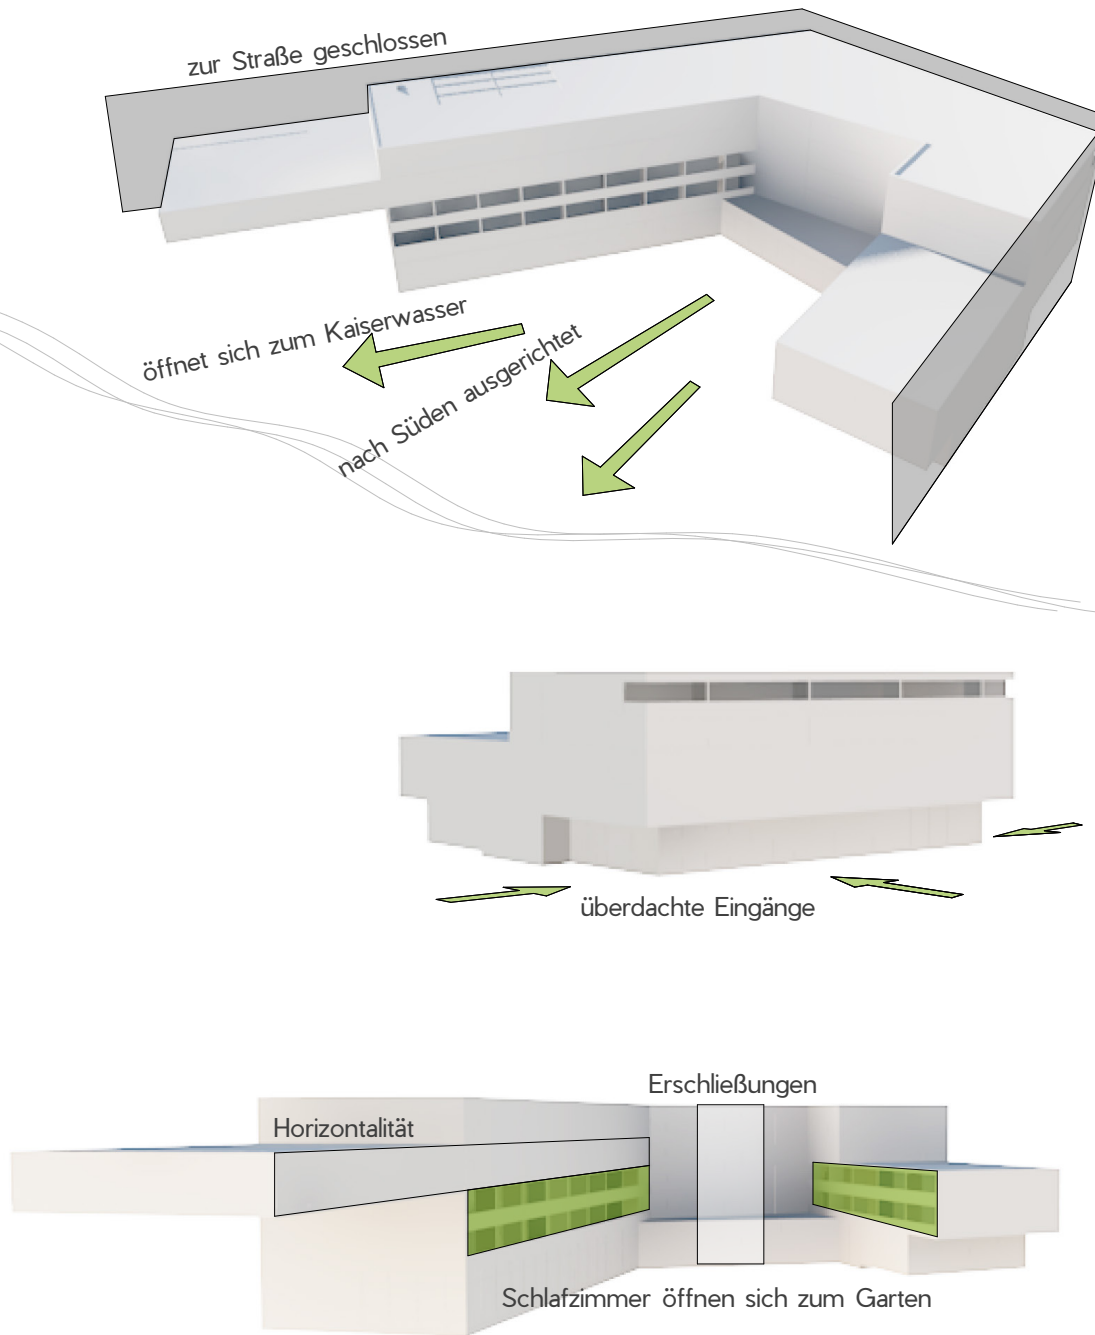 zur Straße geschlossen
öffnet sich zum Kaiserwasser
nach Süden ausgerichtet
überdachte Eingänge
Erschließungen
Horizontalität
Schlafzimmer öffnen sich zum Garten